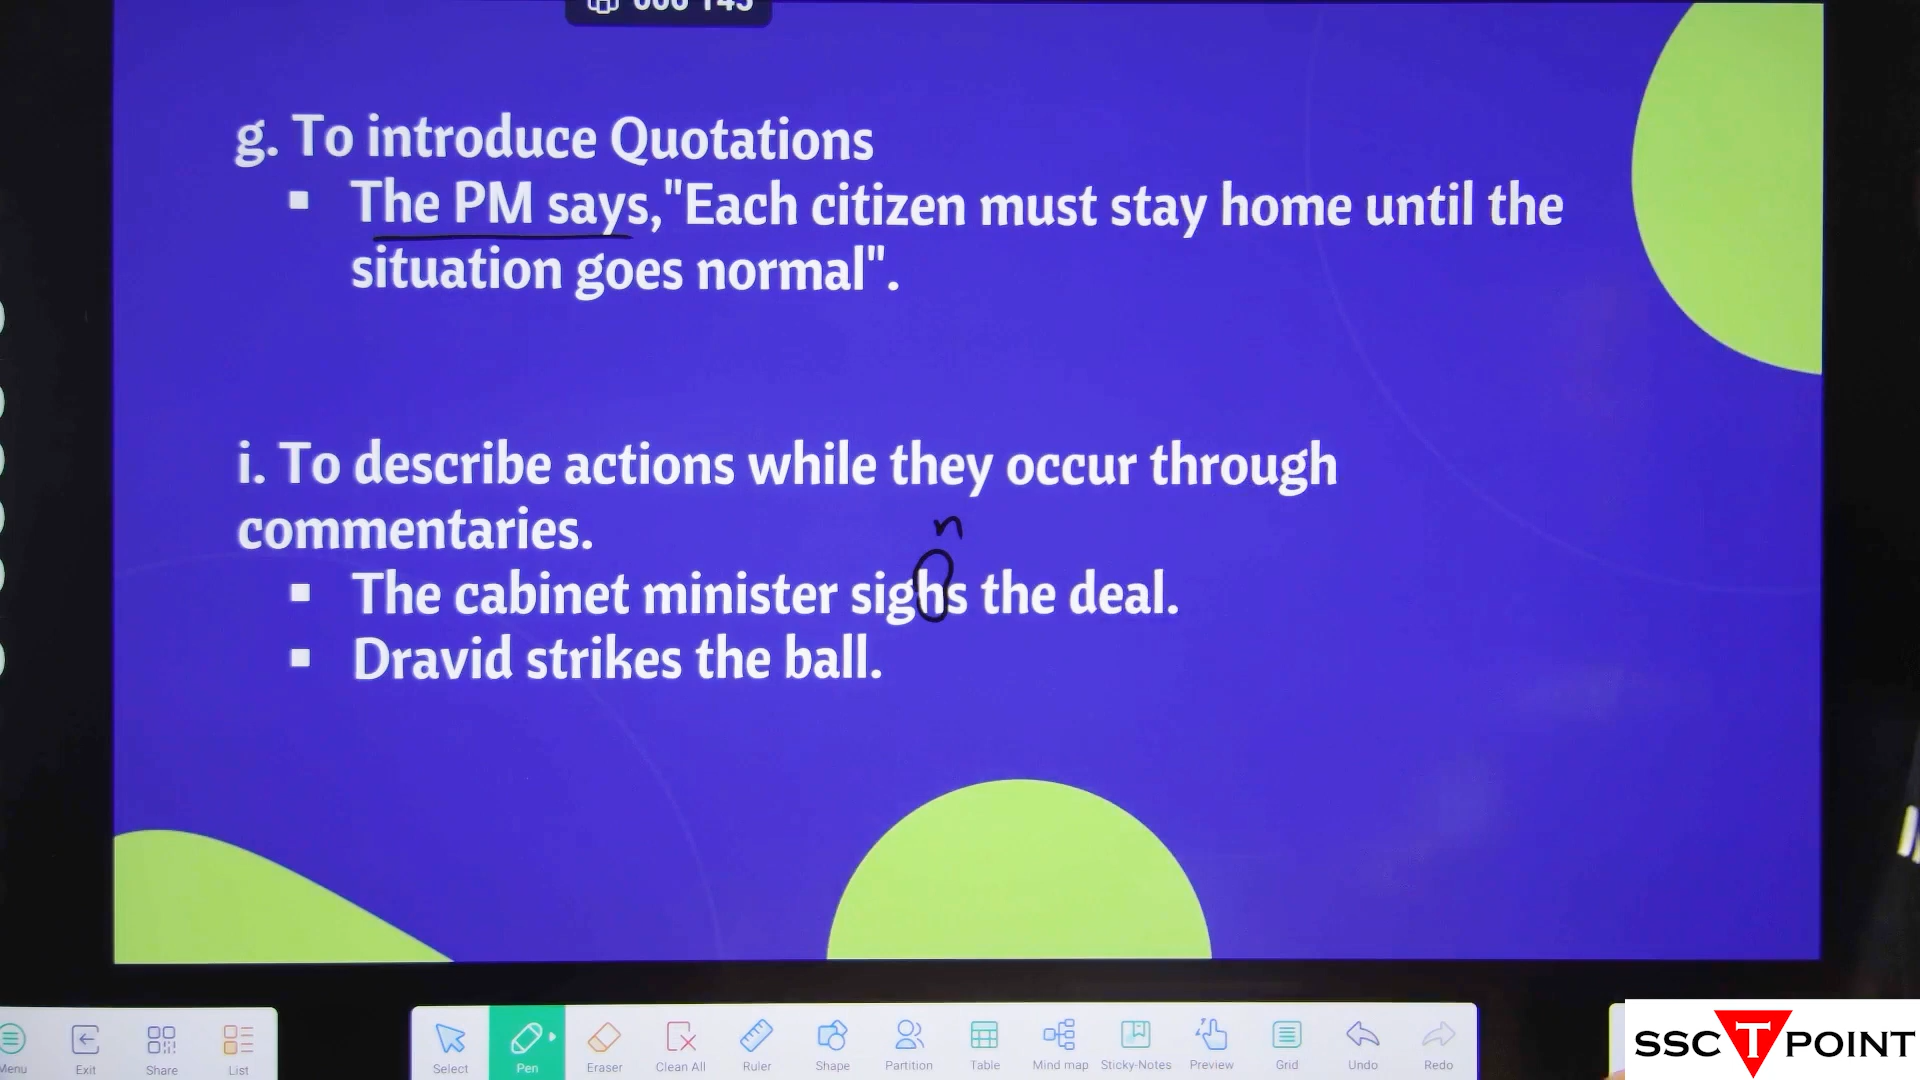 g. To introduce Quotations
▪ The PM says,"Each citizen must stay home until the
situation goes normal".
i. To describe actions while they occur through
commentaries.
n
▪ The cabinet minister sighs the deal.
▪ Dravid strikes the ball.
Menu Exit Share List Select Pen Eraser Clean All Ruler Shape Partition Table Mind map Sticky-Notes Preview Grid Undo Redo
SSC T POINT